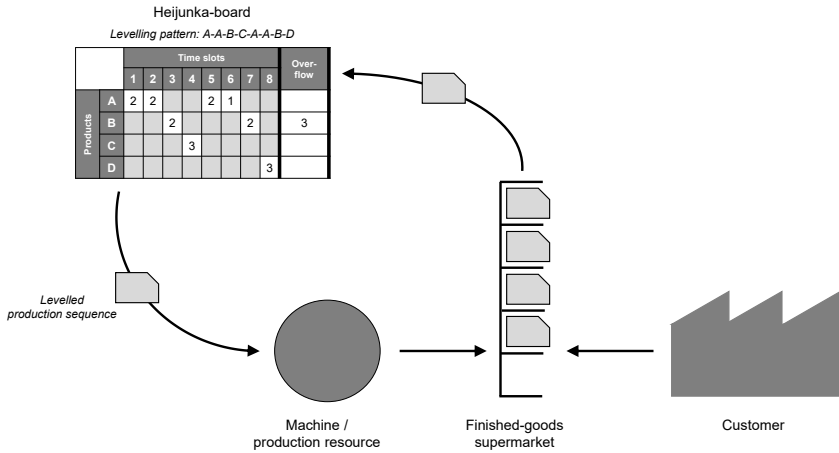 Heijunka-board
Levelling pattern: A-A-B-C-A-A-B-D
Time slots
Over-
flow
1 2 3 4 5 6 7 8
Products
A 2 2 2 1
B 2 2 3
C 3
D 3
Levelled
production sequence
Machine /
production resource
Finished-goods
supermarket
Customer